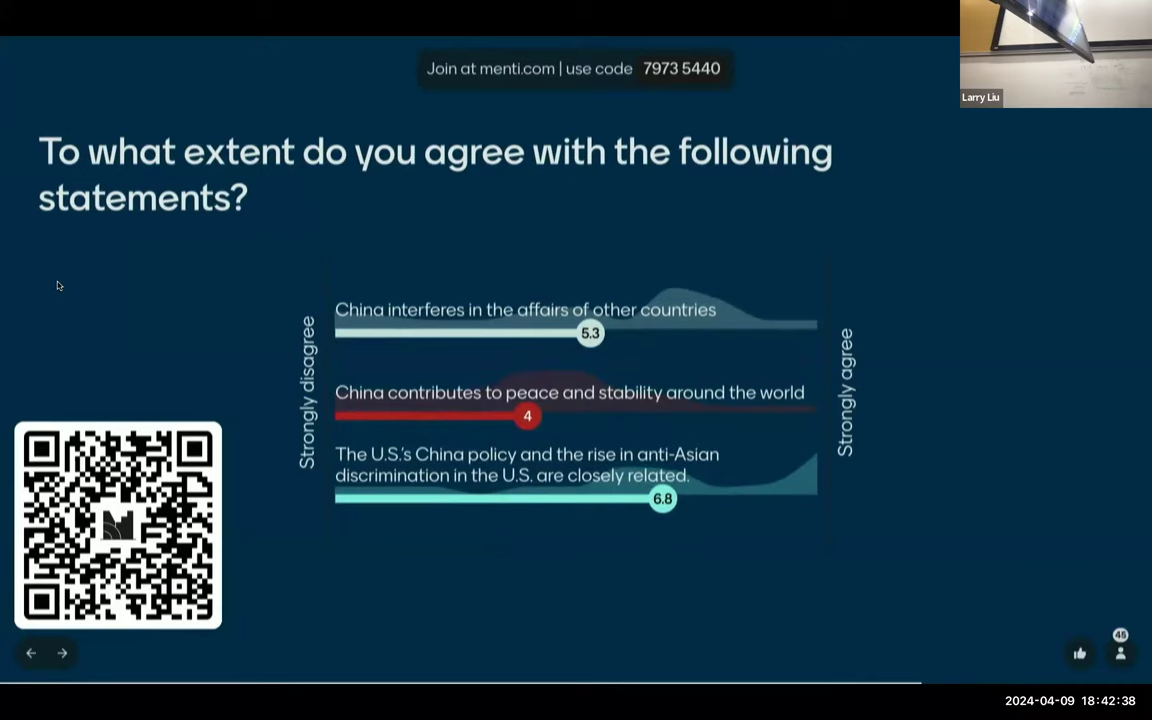 Join at menti.com | use code 7973 5440
Larry Liu
To what extent do you agree with the following
statements?
Strongly disagree
China interferes in the affairs of other countries
5.3
China contributes to peace and stability around the world
4
The U.S.'s China policy and the rise in anti-Asian
discrimination in the U.S. are closely related.
6.8
Strongly agree
45
2024-04-09 18:42:38